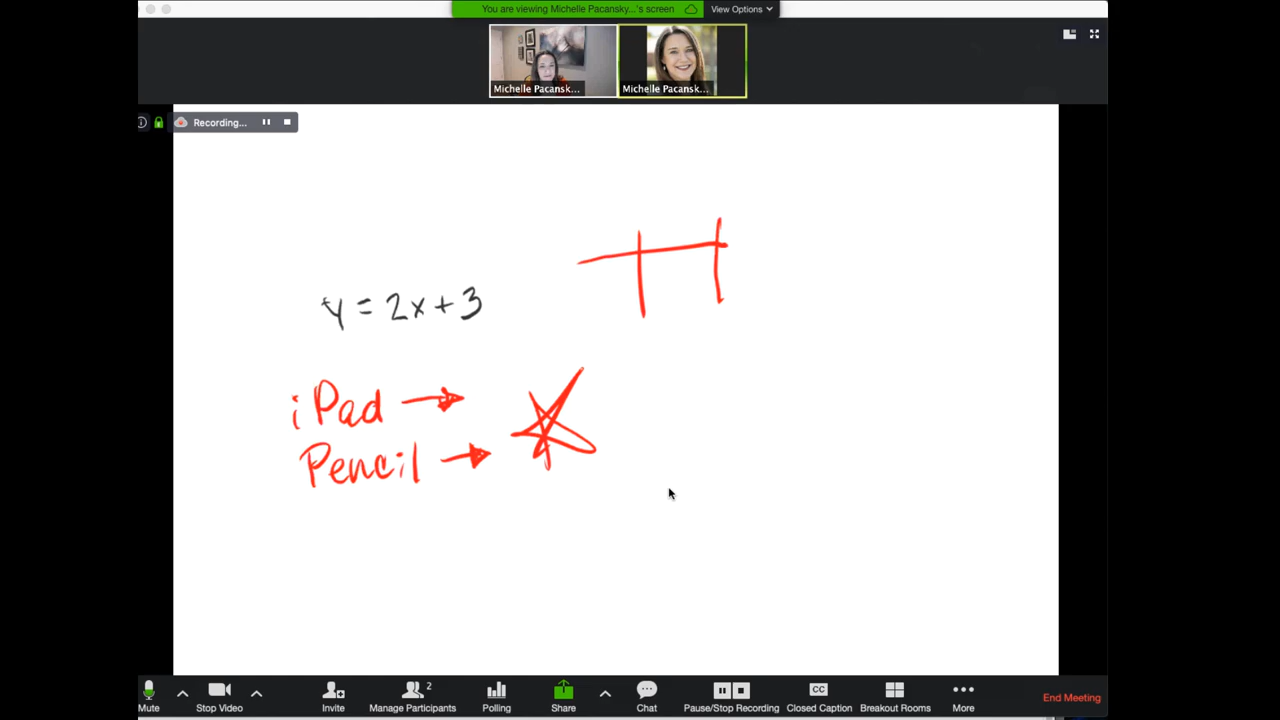 You are viewing Michelle Pacansky...'s screen
View Options
Michelle Pacansk...
Michelle Pacansk...
Recording...
y = 2x + 3
iPad →
Pencil →
Mute
Stop Video
Invite
Manage Participants
2
Polling
Share
Chat
Pause/Stop Recording
CC
Closed Caption
Breakout Rooms
More
End Meeting